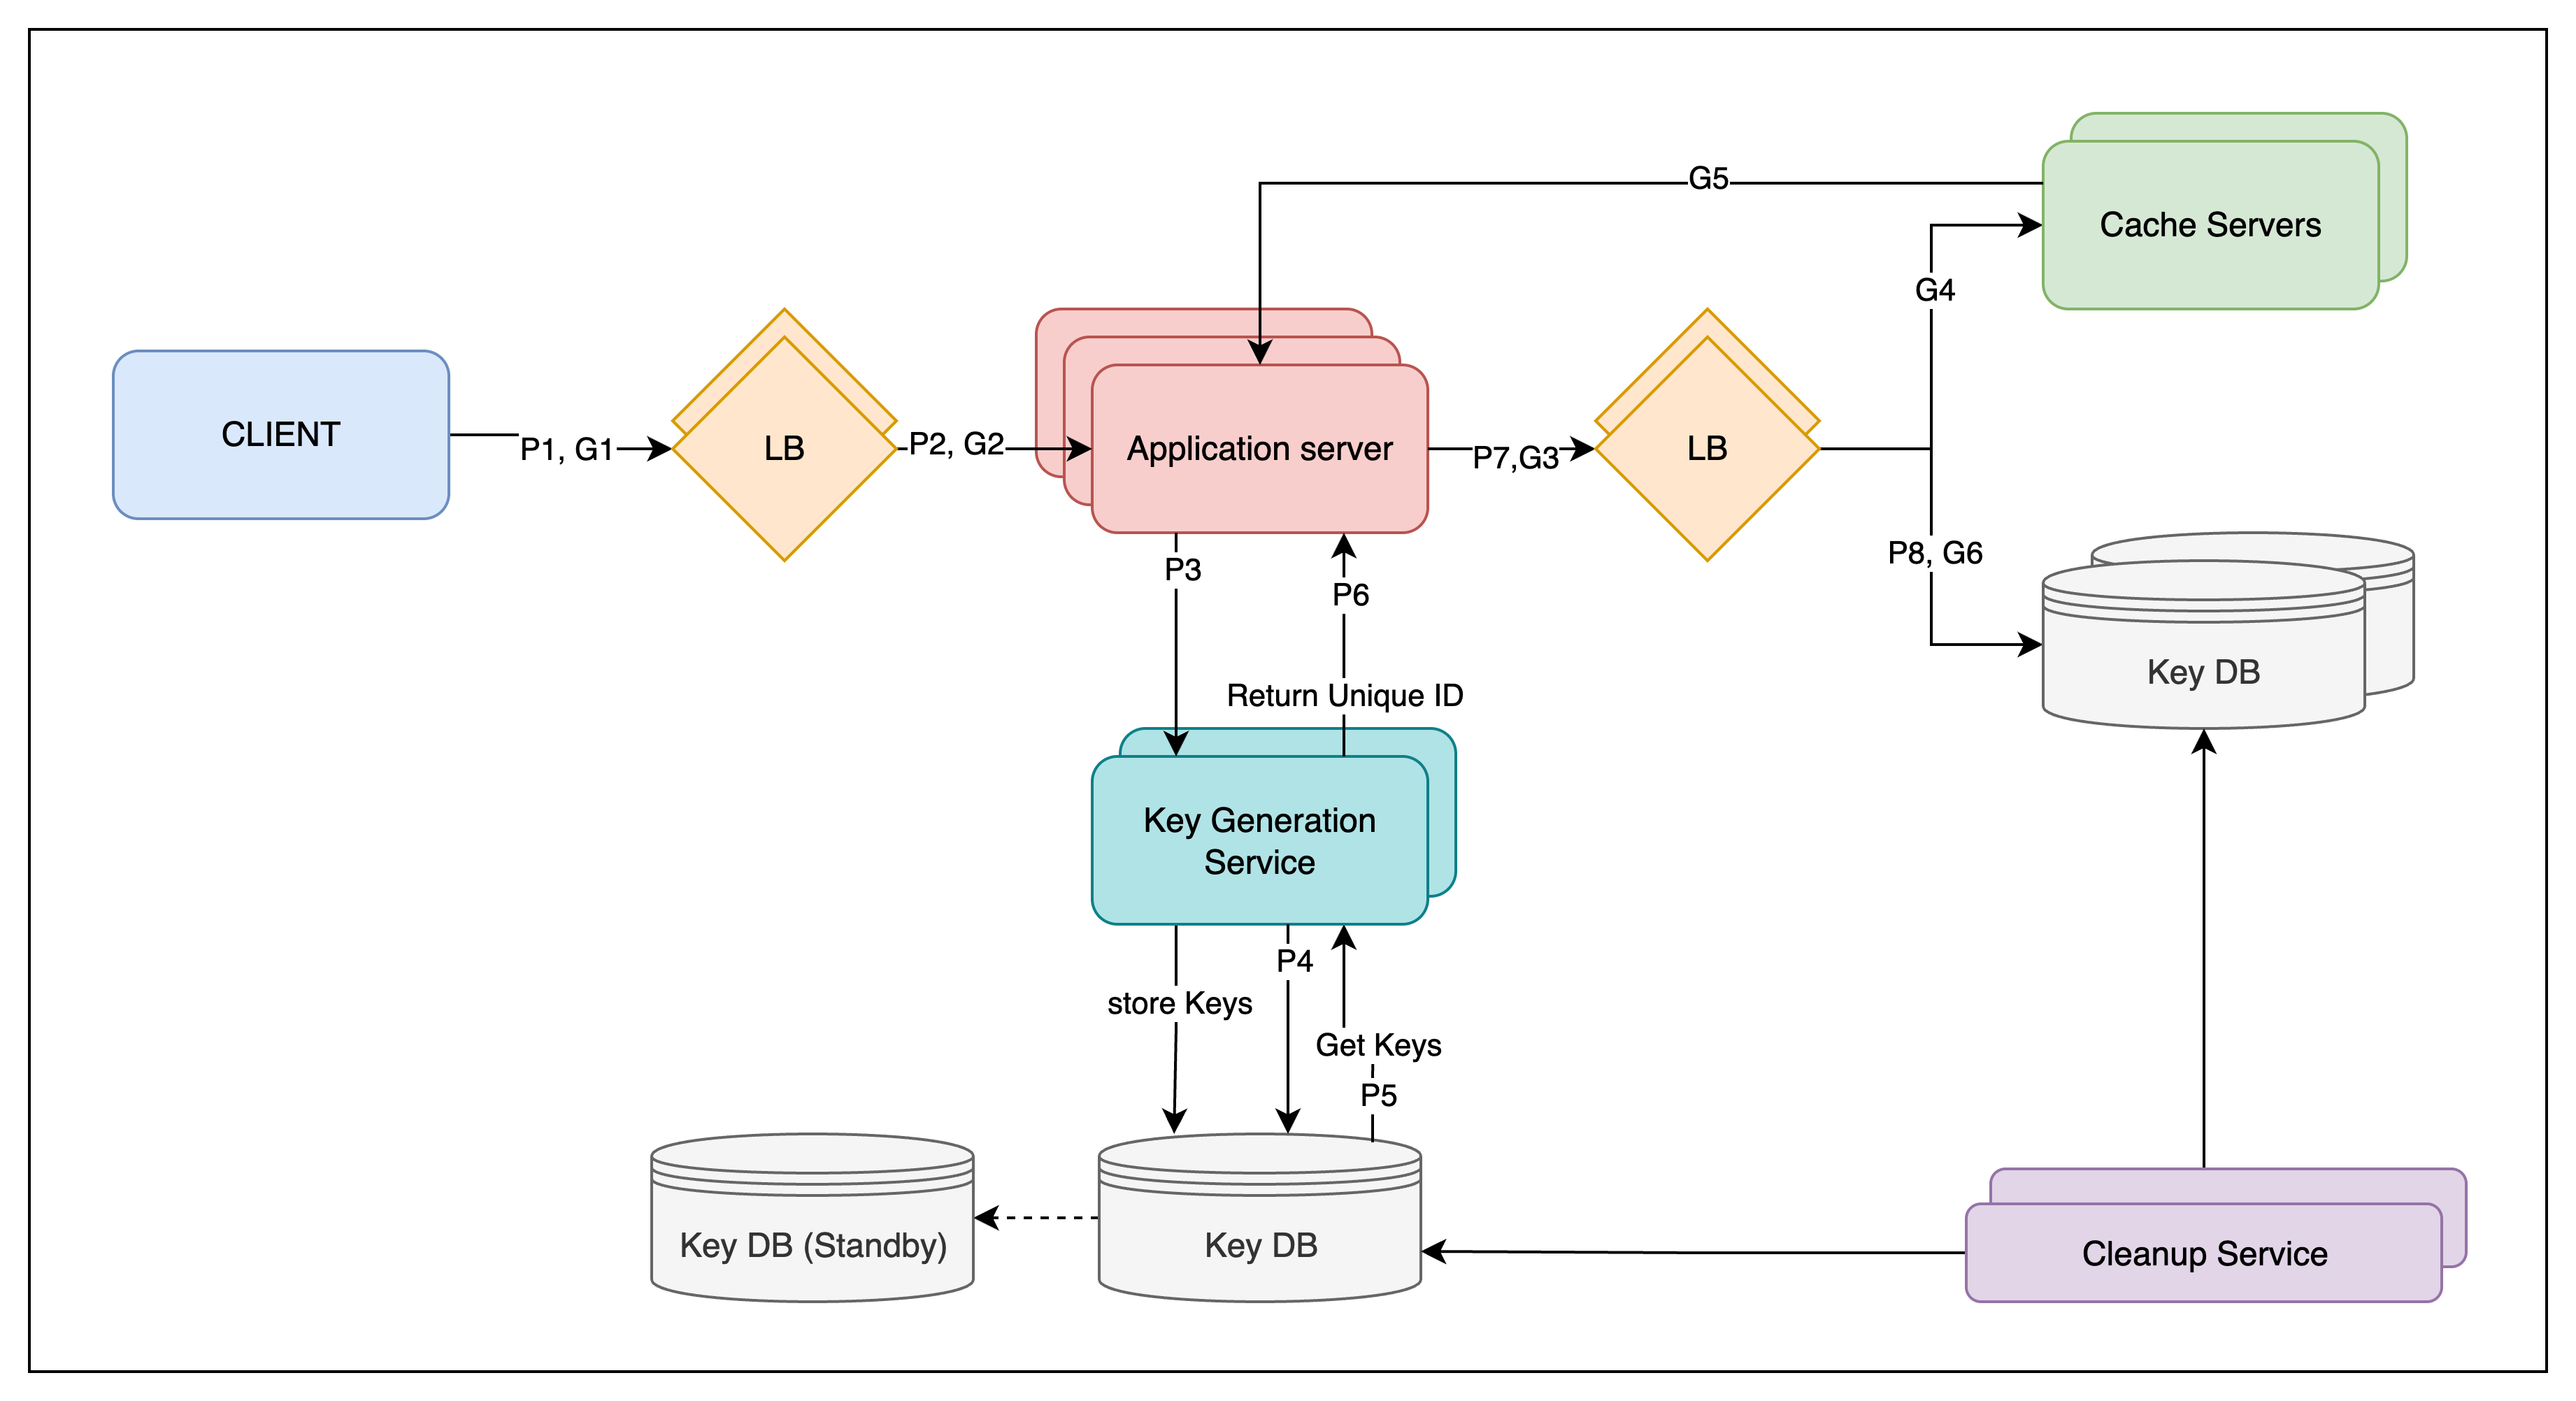 G5
Cache Servers
G4
CLIENT
P1, G1
LB
P2, G2
Application server
P7,G3
LB
P3
P6
P8, G6
Key DB
Return Unique ID
Key Generation
Service
P4
store Keys
Get Keys
P5
Key DB (Standby)
Key DB
Cleanup Service